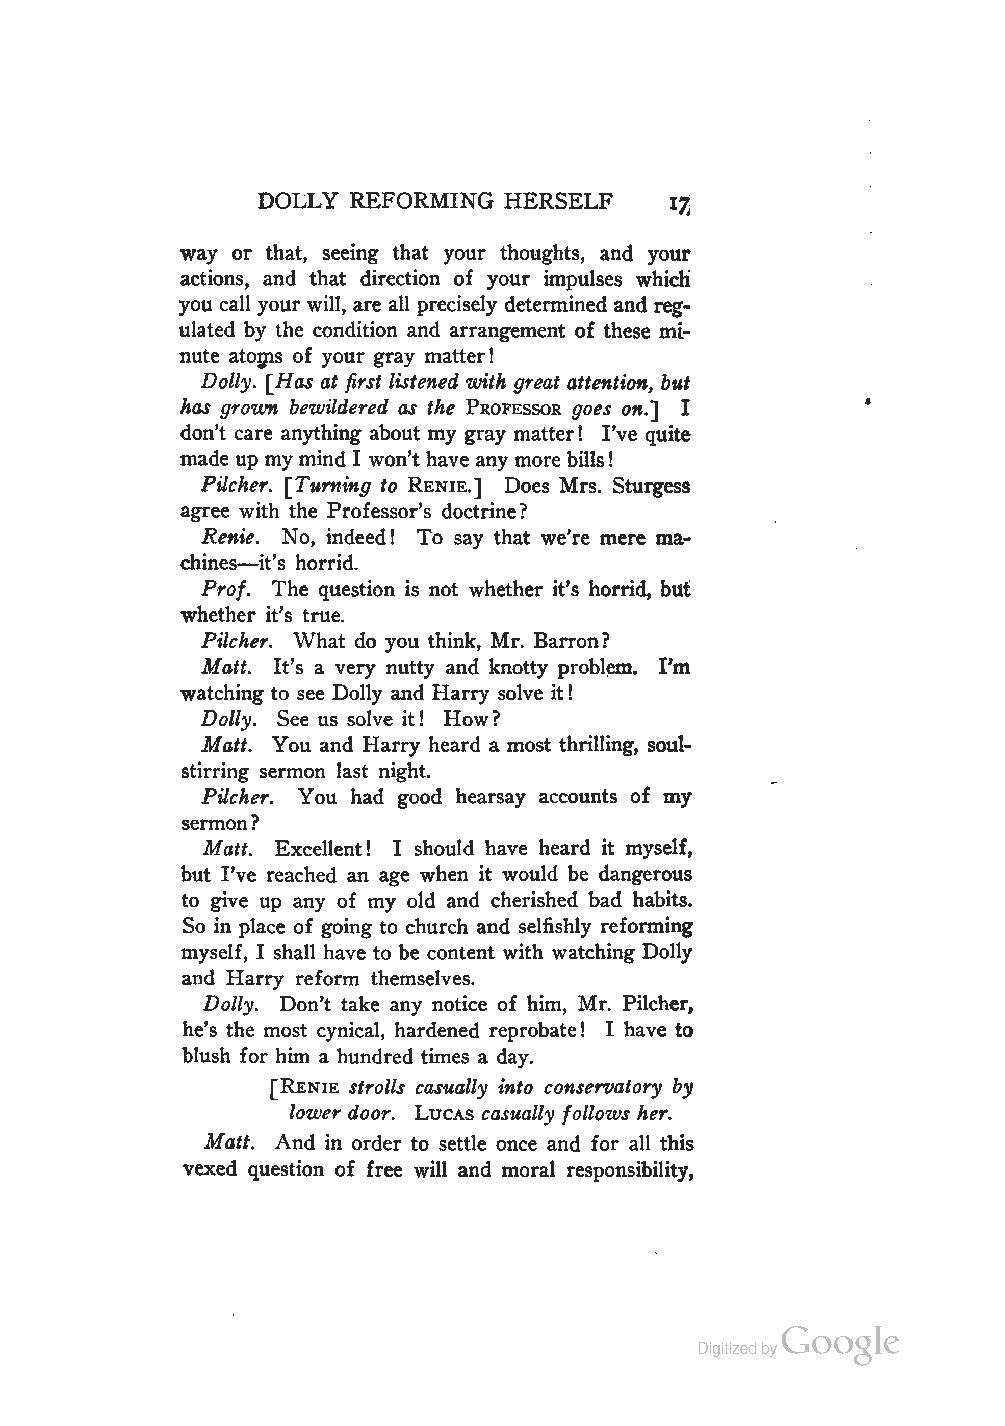 DOLLY REFORMING HERSELF 17
way or that, seeing that your thoughts, and your
actions, and that direction of your impulses which
you call your will, are all precisely determined and reg-
ulated by the condition and arrangement of these mi-
nute atoms of your gray matter!
Dolly. [Has at first listened with great attention, but
has grown bewildered as the PROFESSOR goes on.] I
don't care anything about my gray matter! I've quite
made up my mind I won't have any more bills!
Pilcher. [Turning to RENIE.] Does Mrs. Sturgess
agree with the Professor's doctrine?
Renie. No, indeed! To say that we're mere ma-
chines—it's horrid.
Prof. The question is not whether it's horrid, but
whether it's true.
Pilcher. What do you think, Mr. Barron?
Matt. It's a very nutty and knotty problem. I'm
watching to see Dolly and Harry solve it!
Dolly. See us solve it! How?
Matt. You and Harry heard a most thrilling, soul-
stirring sermon last night.
Pilcher. You had good hearsay accounts of my
sermon?
Matt. Excellent! I should have heard it myself,
but I've reached an age when it would be dangerous
to give up any of my old and cherished bad habits.
So in place of going to church and selfishly reforming
myself, I shall have to be content with watching Dolly
and Harry reform themselves.
Dolly. Don't take any notice of him, Mr. Pilcher,
he's the most cynical, hardened reprobate! I have to
blush for him a hundred times a day.
[RENIE strolls casually into conservatory by
lower door. LUCAS casually follows her.
Matt. And in order to settle once and for all this
vexed question of free will and moral responsibility,
Digitized by Google